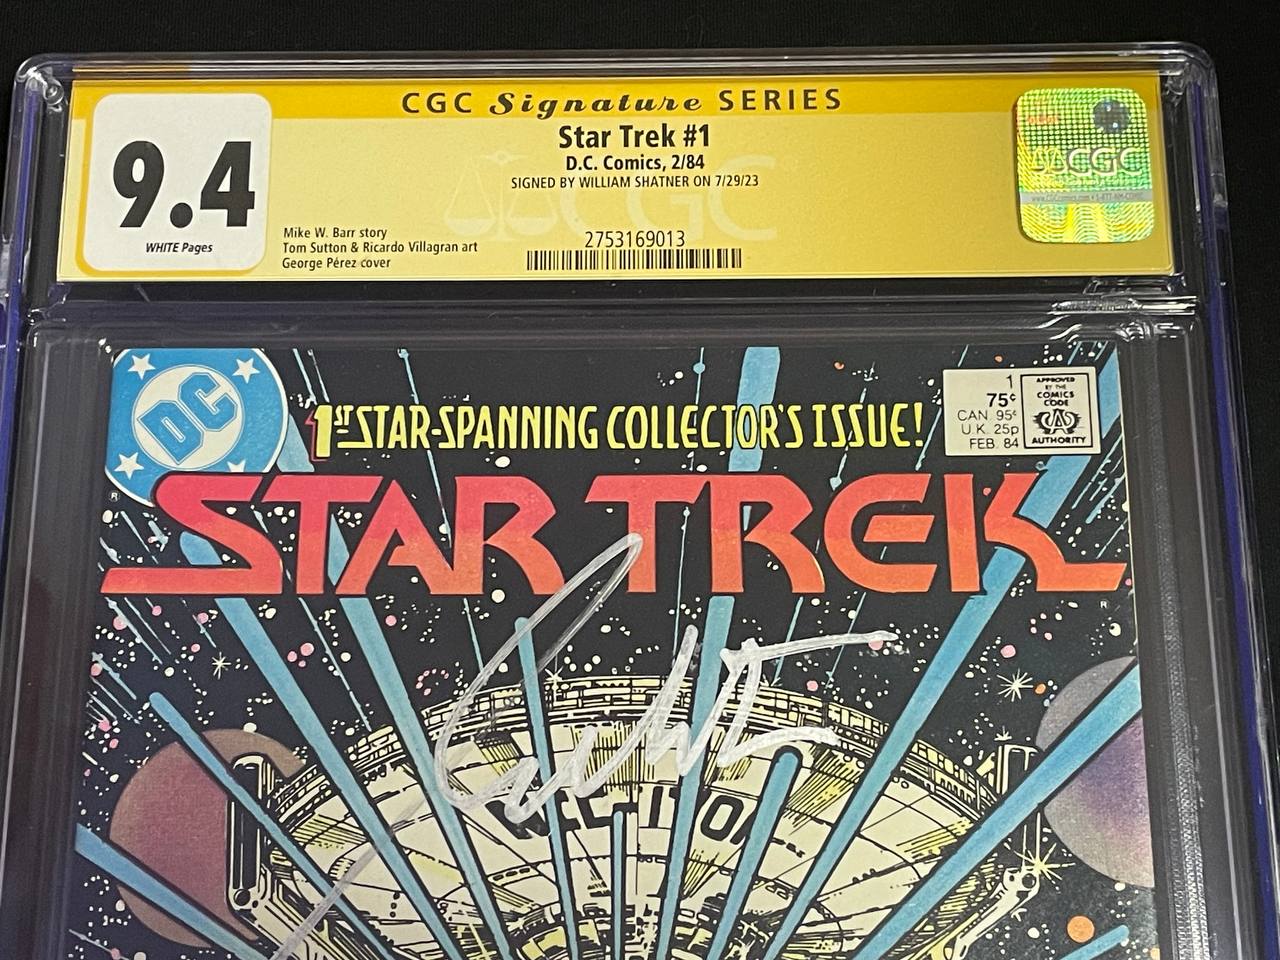 CGC Signature SERIES
Star Trek #1
D.C. Comics, 2/84
SIGNED BY WILLIAM SHATNER ON 7/29/23
9.4
WHITE Pages
Mike W. Barr story
Tom Sutton & Ricardo Villagran art
George Pérez cover
2753169013
CGC
DC
®
1ST STAR-SPANNING COLLECTOR'S ISSUE!
1
75¢
CAN. 95¢
U.K. 25p
FEB. 84
APPROVED
BY THE
COMICS
CODE
CA
AUTHORITY
STAR TREK
®